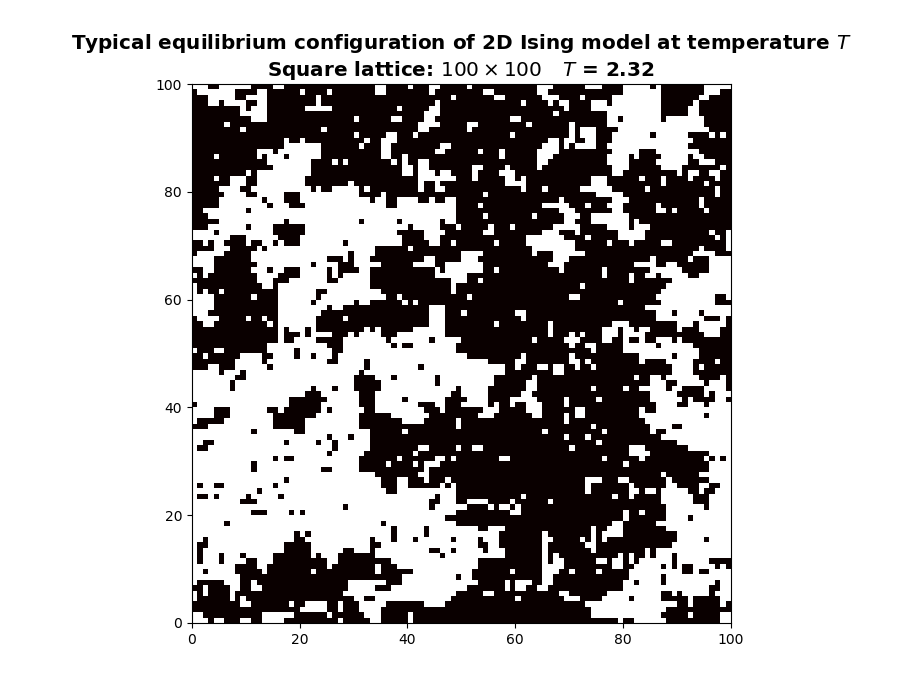 Typical equilibrium configuration of 2D Ising model at temperature T
Square lattice: 100 × 100 T = 2.32
100
80
60
40
20
0
0 20 40 60 80 100